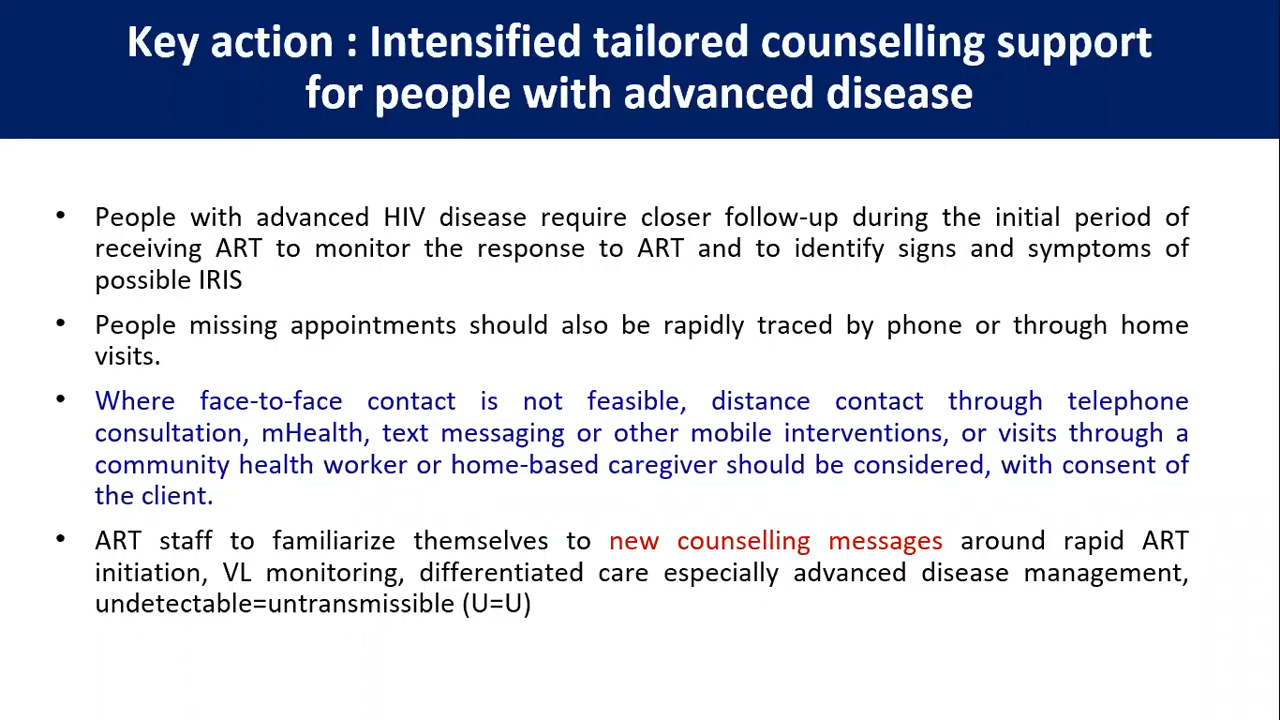 Key action : Intensified tailored counselling support
for people with advanced disease
• People with advanced HIV disease require closer follow-up during the initial period of
receiving ART to monitor the response to ART and to identify signs and symptoms of
possible IRIS
• People missing appointments should also be rapidly traced by phone or through home
visits.
• Where face-to-face contact is not feasible, distance contact through telephone
consultation, mHealth, text messaging or other mobile interventions, or visits through a
community health worker or home-based caregiver should be considered, with consent of
the client.
• ART staff to familiarize themselves to new counselling messages around rapid ART
initiation, VL monitoring, differentiated care especially advanced disease management,
undetectable=untransmissible (U=U)